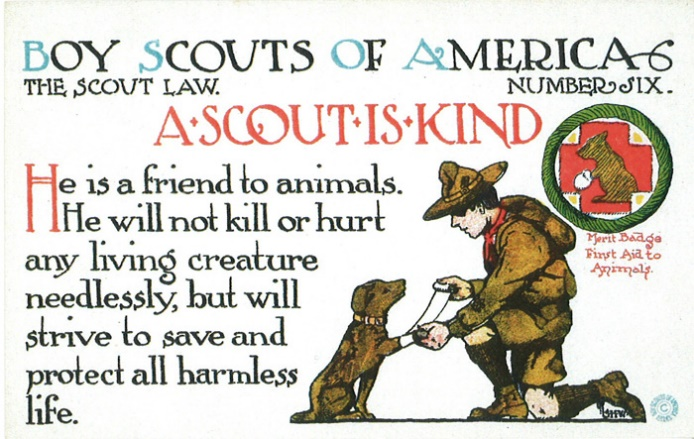 BOY SCOUTS OF AMERICA
THE SCOUT LAW. NUMBER SIX.
A·SCOUT·IS·KIND
He is a friend to animals.
He will not kill or hurt
any living creature
needlessly, but will
strive to save and
protect all harmless
life.
Merit Badge
First Aid to
Animals.